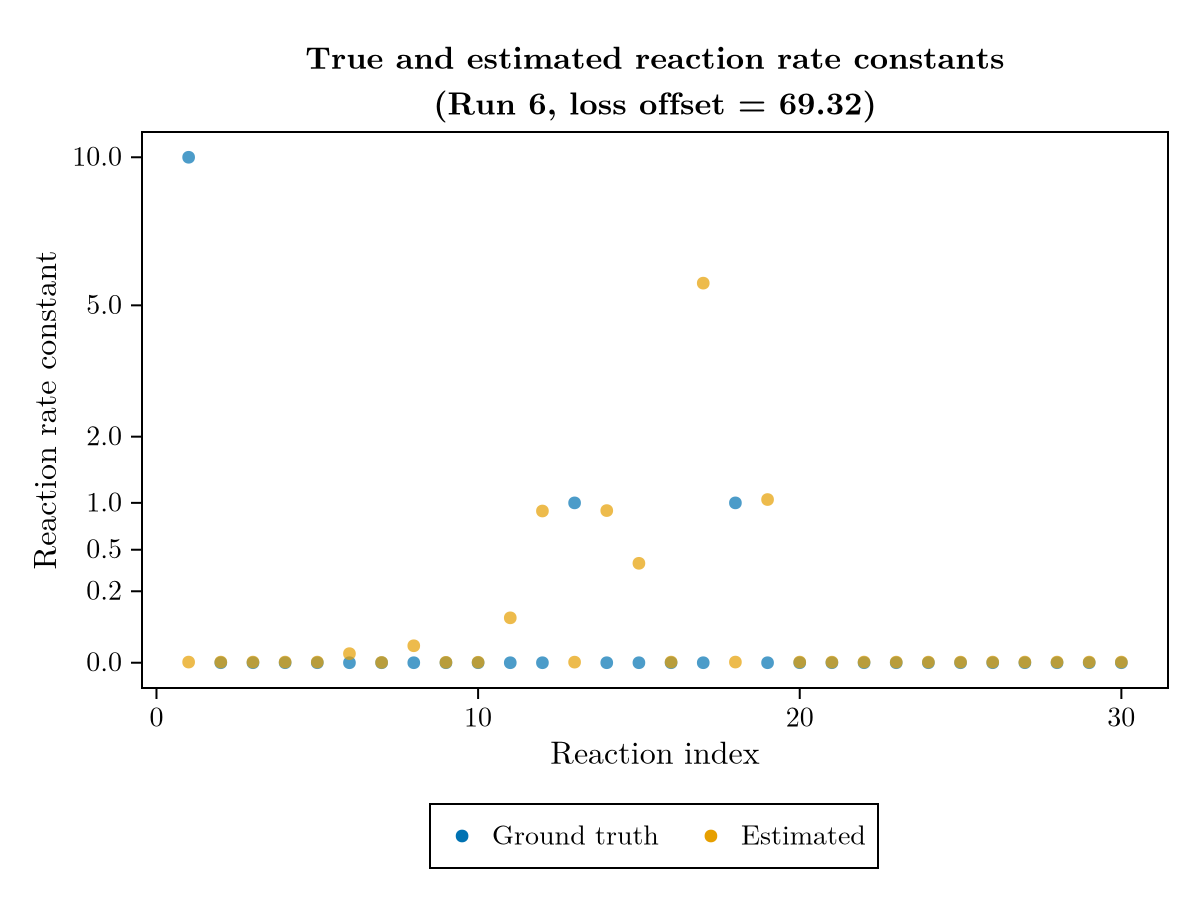 True and estimated reaction rate constants
(Run 6, loss offset = 69.32)
Reaction rate constant
10.0
5.0
2.0
1.0
0.5
0.2
0.0
0 10 20 30
Reaction index
Ground truth Estimated